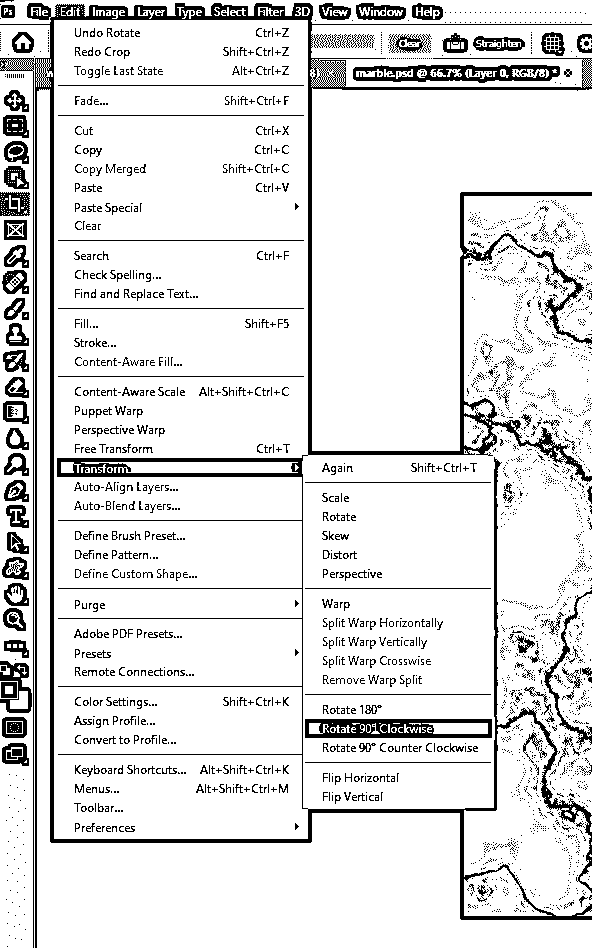 Ps File Edit Image Layer Type Select Filter 3D View Window Help
Clear Straighten
marble.psd @ 66.7% (Layer 0, RGB/8) * ×
Undo Rotate Ctrl+Z
Redo Crop Shift+Ctrl+Z
Toggle Last State Alt+Ctrl+Z
Fade... Shift+Ctrl+F
Cut Ctrl+X
Copy Ctrl+C
Copy Merged Shift+Ctrl+C
Paste Ctrl+V
Paste Special
Clear
Search Ctrl+F
Check Spelling...
Find and Replace Text...
Fill... Shift+F5
Stroke...
Content-Aware Fill...
Content-Aware Scale Alt+Shift+Ctrl+C
Puppet Warp
Perspective Warp
Free Transform Ctrl+T
Transform
Auto-Align Layers...
Auto-Blend Layers...
Define Brush Preset...
Define Pattern...
Define Custom Shape...
Purge
Adobe PDF Presets...
Presets
Remote Connections...
Color Settings... Shift+Ctrl+K
Assign Profile...
Convert to Profile...
Keyboard Shortcuts... Alt+Shift+Ctrl+K
Menus... Alt+Shift+Ctrl+M
Toolbar...
Preferences
Again Shift+Ctrl+T
Scale
Rotate
Skew
Distort
Perspective
Warp
Split Warp Horizontally
Split Warp Vertically
Split Warp Crosswise
Remove Warp Split
Rotate 180°
Rotate 90° Clockwise
Rotate 90° Counter Clockwise
Flip Horizontal
Flip Vertical